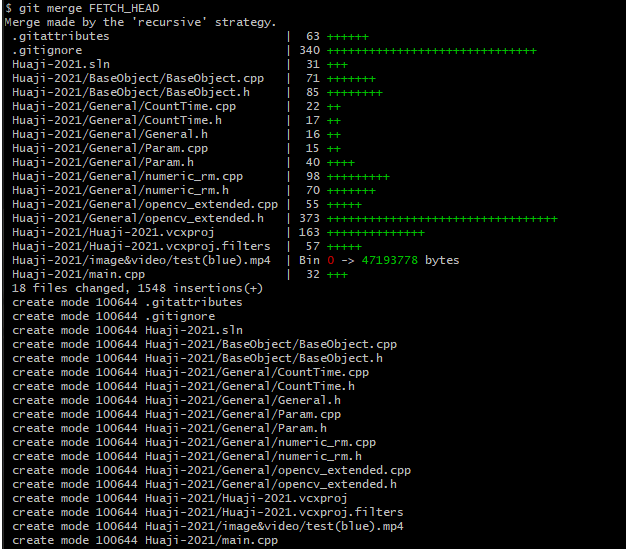 $ git merge FETCH_HEAD
Merge made by the 'recursive' strategy.
 .gitattributes                        |  63 ++++++
 .gitignore                            | 340 +++++++++++++++++++++++++++++++
 Huaji-2021.sln                        |  31 +++
 Huaji-2021/BaseObject/BaseObject.cpp  |  71 +++++++
 Huaji-2021/BaseObject/BaseObject.h    |  85 ++++++++
 Huaji-2021/General/CountTime.cpp      |  22 ++
 Huaji-2021/General/CountTime.h        |  17 ++
 Huaji-2021/General/General.h          |  16 ++
 Huaji-2021/General/Param.cpp          |  15 ++
 Huaji-2021/General/Param.h            |  40 ++++
 Huaji-2021/General/numeric_rm.cpp     |  98 +++++++++
 Huaji-2021/General/numeric_rm.h       |  70 +++++++
 Huaji-2021/General/opencv_extended.cpp |  55 +++++
 Huaji-2021/General/opencv_extended.h  | 373 ++++++++++++++++++++++++++++++++++
 Huaji-2021/Huaji-2021.vcxproj         | 163 ++++++++++++++
 Huaji-2021/Huaji-2021.vcxproj.filters |  57 +++++
 Huaji-2021/image&video/test(blue).mp4 | Bin 0 -> 47193778 bytes
 Huaji-2021/main.cpp                   |  32 +++
 18 files changed, 1548 insertions(+)
 create mode 100644 .gitattributes
 create mode 100644 .gitignore
 create mode 100644 Huaji-2021.sln
 create mode 100644 Huaji-2021/BaseObject/BaseObject.cpp
 create mode 100644 Huaji-2021/BaseObject/BaseObject.h
 create mode 100644 Huaji-2021/General/CountTime.cpp
 create mode 100644 Huaji-2021/General/CountTime.h
 create mode 100644 Huaji-2021/General/General.h
 create mode 100644 Huaji-2021/General/Param.cpp
 create mode 100644 Huaji-2021/General/Param.h
 create mode 100644 Huaji-2021/General/numeric_rm.cpp
 create mode 100644 Huaji-2021/General/numeric_rm.h
 create mode 100644 Huaji-2021/General/opencv_extended.cpp
 create mode 100644 Huaji-2021/General/opencv_extended.h
 create mode 100644 Huaji-2021/Huaji-2021.vcxproj
 create mode 100644 Huaji-2021/Huaji-2021.vcxproj.filters
 create mode 100644 Huaji-2021/image&video/test(blue).mp4
 create mode 100644 Huaji-2021/main.cpp